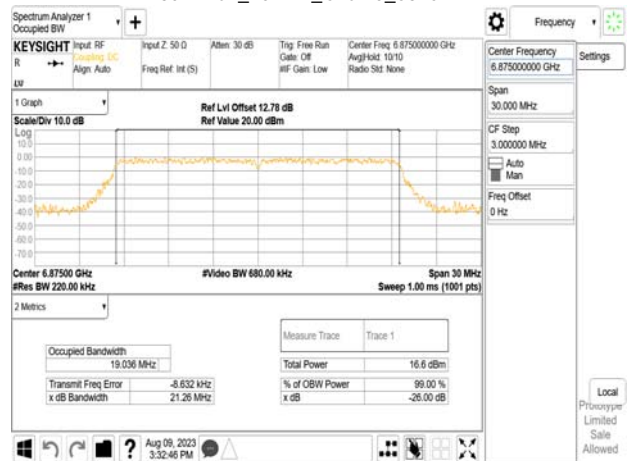 Spectrum Analyzer 1
Occupied BW
KEYSIGHT
R
Input: RF
Coupling: DC
Align: Auto
Input Z: 50 Ω
Freq Ref: Int (S)
Atten: 30 dB
Trig: Free Run
Gate: Off
#IF Gain: Low
Center Freq: 6.875000000 GHz
Avg|Hold: 10/10
Radio Std: None
LXI
1 Graph
Scale/Div 10.0 dB
Ref Lvl Offset 12.78 dB
Ref Value 20.00 dBm
Log
10.0
0.00
-10.0
-20.0
-30.0
-40.0
-50.0
-60.0
-70.0
Center 6.87500 GHz
#Res BW 220.00 kHz
#Video BW 680.00 kHz
Span 30 MHz
Sweep 1.00 ms (1001 pts)
2 Metrics
Measure Trace
Trace 1
Occupied Bandwidth
19.036 MHz
Total Power
16.6 dBm
Transmit Freq Error
-8.632 kHz
% of OBW Power
99.00 %
x dB Bandwidth
21.26 MHz
x dB
-26.00 dB
Aug 09, 2023
3:32:46 PM
Frequency
Center Frequency
6.875000000 GHz
Settings
Span
30.000 MHz
CF Step
3.000000 MHz
Auto
Man
Freq Offset
0 Hz
Local
Prototype
Limited
Sale
Allowed